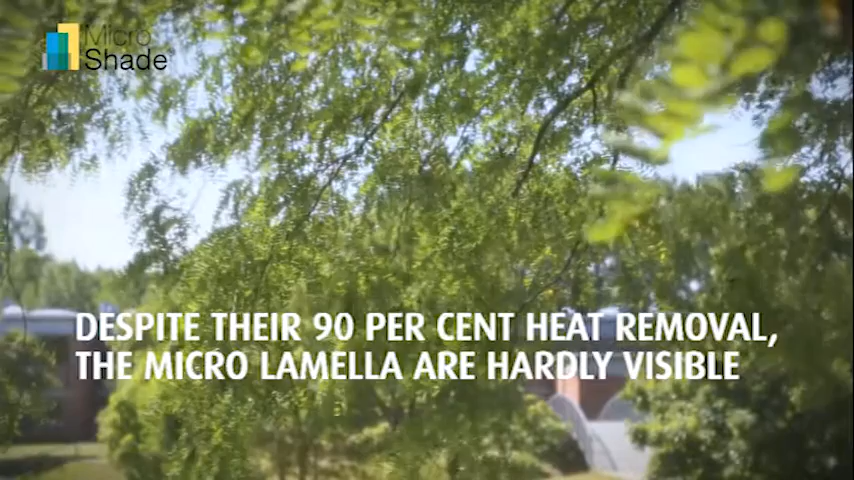 Micro
Shade
DESPITE THEIR 90 PER CENT HEAT REMOVAL,
THE MICRO LAMELLA ARE HARDLY VISIBLE